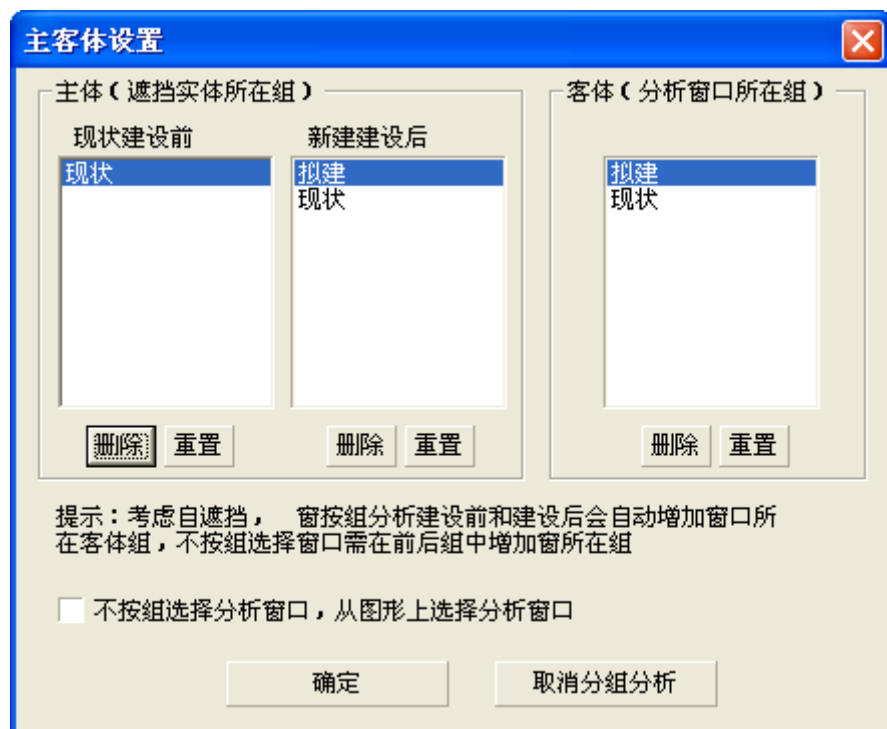 主客体设置
主体(遮挡实体所在组)
现状建设前
新建建设后
现状
拟建
现状
删除
重置
删除
重置
客体(分析窗口所在组)
拟建
现状
删除
重置
提示:考虑自遮挡, 窗按组分析建设前和建设后会自动增加窗口所
在客体组,不按组选择窗口需在前后组中增加窗所在组
不按组选择分析窗口,从图形上选择分析窗口
确定
取消分组分析